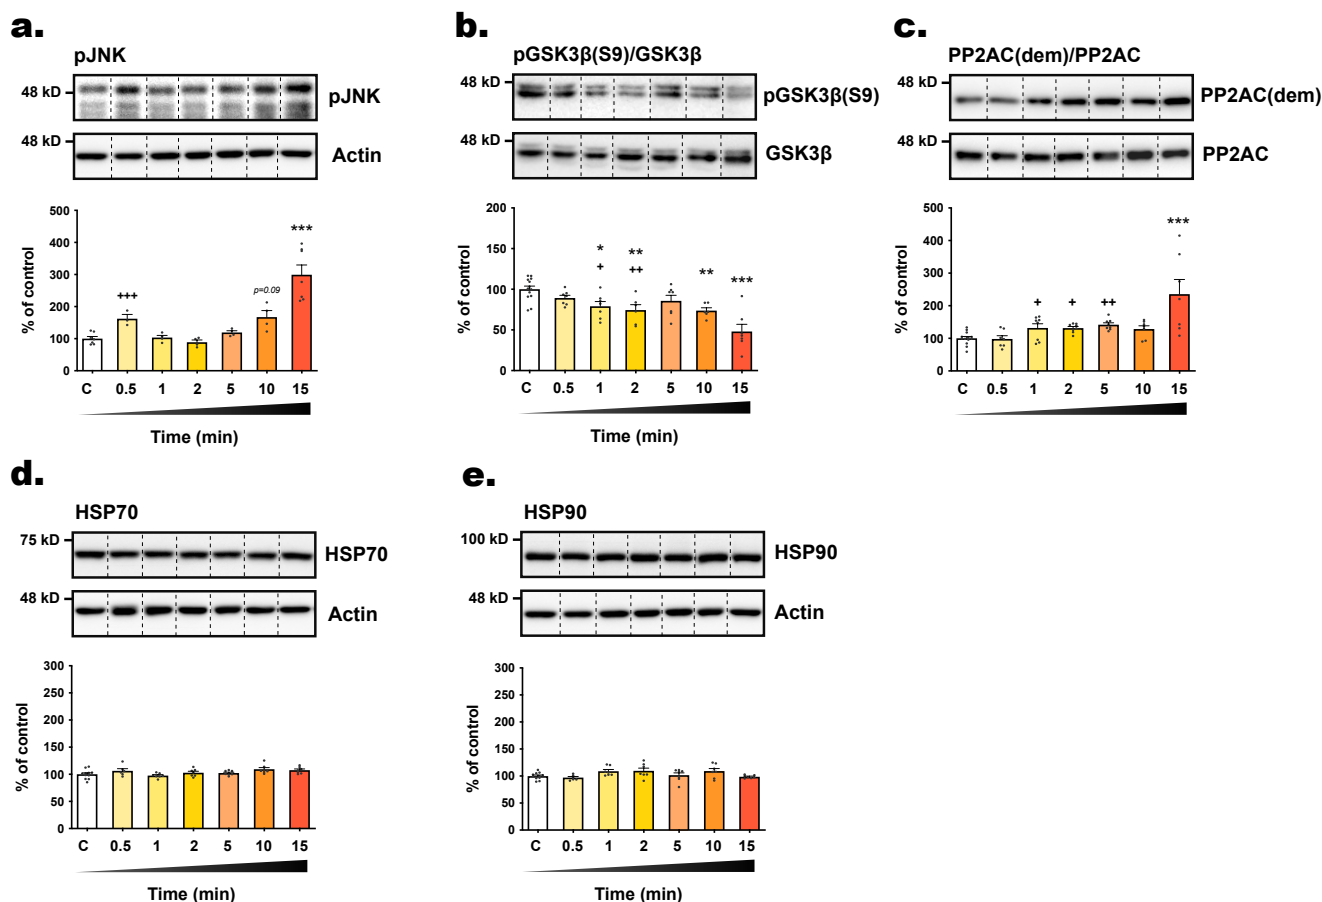 a.
pJNK
48 kD
pJNK
48 kD
Actin
% of control
500
400
300
200
100
0
+++
p=0.09
***
C 0.5 1 2 5 10 15
Time (min)
b.
pGSK3β(S9)/GSK3β
48 kD
pGSK3β(S9)
48 kD
GSK3β
% of control
200
150
100
50
0
* ** ** ***
+ ++
C 0.5 1 2 5 10 15
Time (min)
c.
PP2AC(dem)/PP2AC
48 kD
PP2AC(dem)
48 kD
PP2AC
% of control
500
400
300
200
100
0
+ + ++ ***
C 0.5 1 2 5 10 15
Time (min)
d.
HSP70
75 kD
HSP70
48 kD
Actin
% of control
300
250
200
150
100
50
0
C 0.5 1 2 5 10 15
Time (min)
e.
HSP90
100 kD
HSP90
48 kD
Actin
% of control
300
250
200
150
100
50
0
C 0.5 1 2 5 10 15
Time (min)